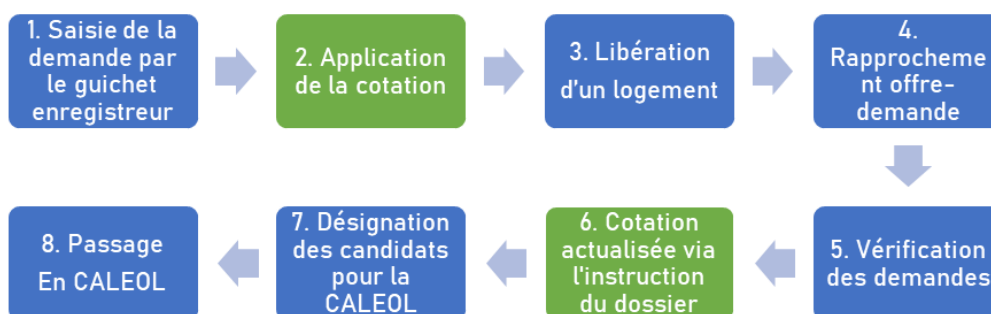 1. Saisie de la
demande par
le guichet
enregistreur
2. Application
de la cotation
3. Libération
d'un logement
4.
Rapprocheme
nt offre-
demande
5. Vérification
des demandes
6. Cotation
actualisée via
l'instruction
du dossier
7. Désignation
des candidats
pour la
CALEOL
8. Passage
En CALEOL